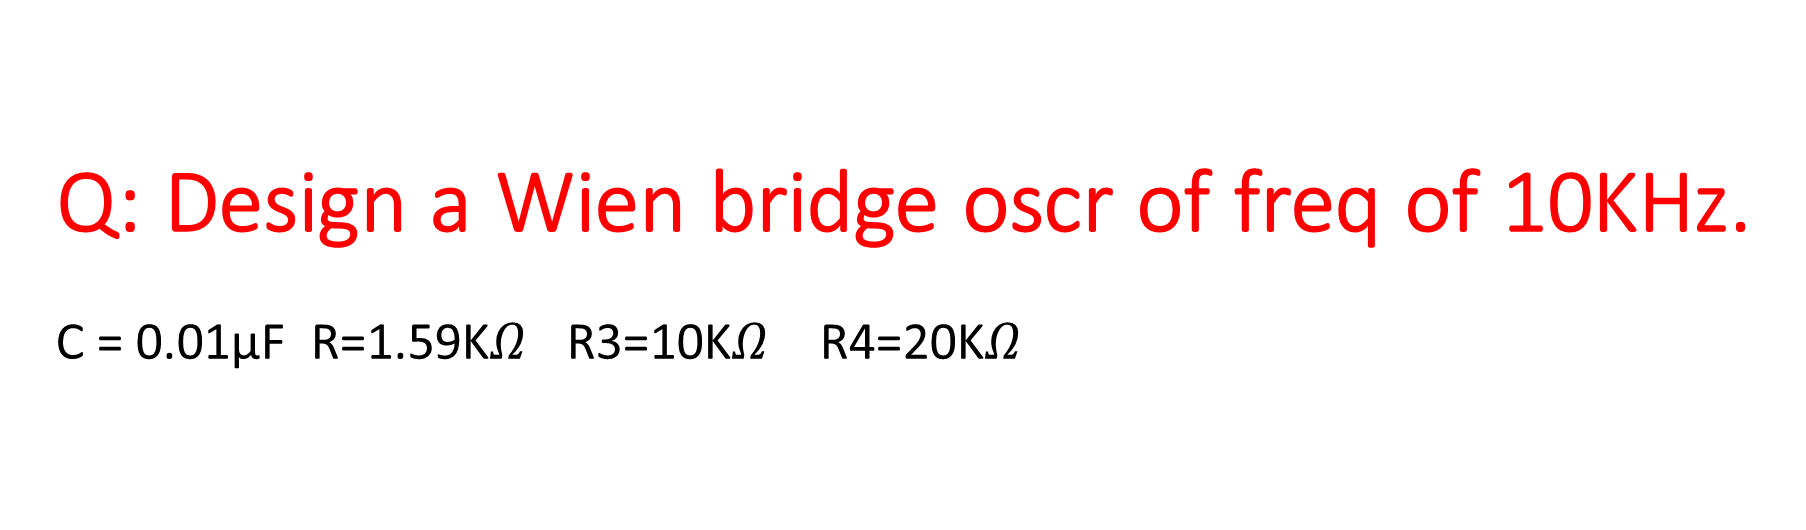 Q: Design a Wien bridge oscr of freq of 10KHz.
C = 0.01μF R=1.59K𝛺 R3=10K𝛺 R4=20K𝛺